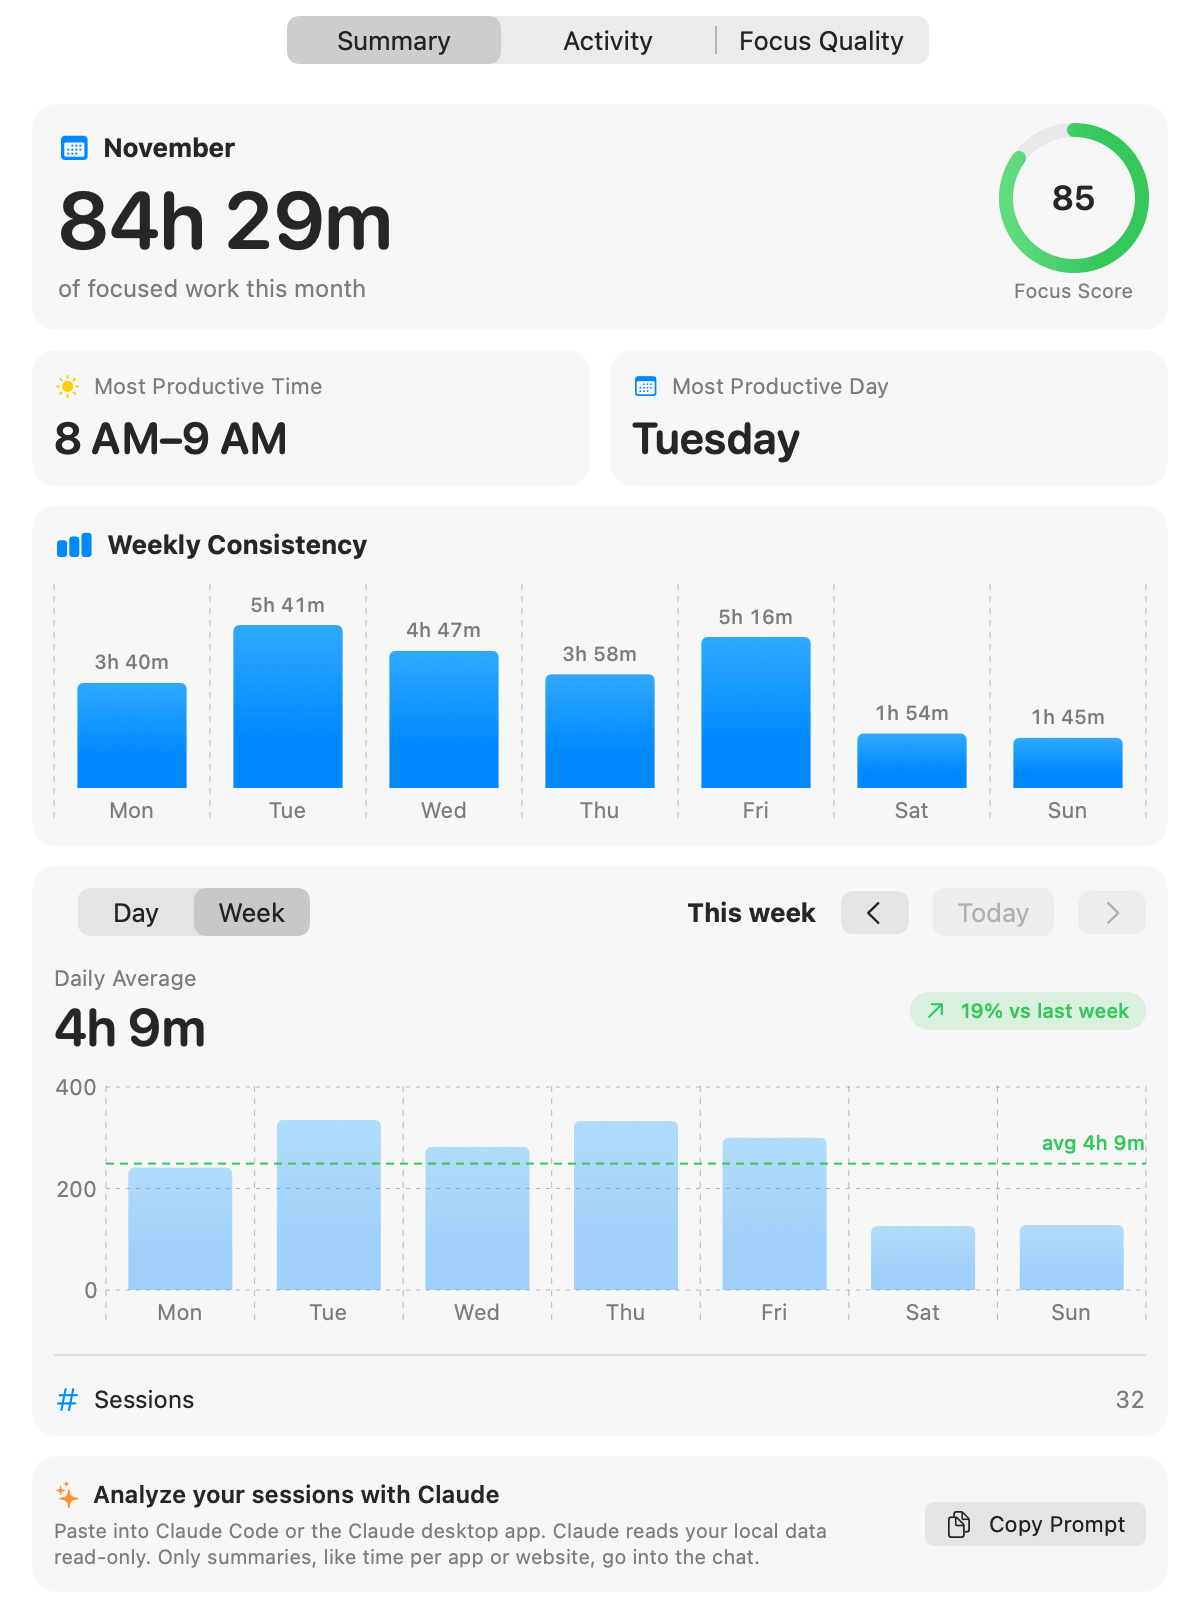 Summary
Activity
Focus Quality
November
84h 29m
of focused work this month
85
Focus Score
Most Productive Time
8 AM–9 AM
Most Productive Day
Tuesday
Weekly Consistency
3h 40m
5h 41m
4h 47m
3h 58m
5h 16m
1h 54m
1h 45m
Mon
Tue
Wed
Thu
Fri
Sat
Sun
Day
Week
This week
Today
Daily Average
4h 9m
19% vs last week
400
avg 4h 9m
200
0
Mon
Tue
Wed
Thu
Fri
Sat
Sun
# Sessions
32
Analyze your sessions with Claude
Paste into Claude Code or the Claude desktop app. Claude reads your local data
read-only. Only summaries, like time per app or website, go into the chat.
Copy Prompt